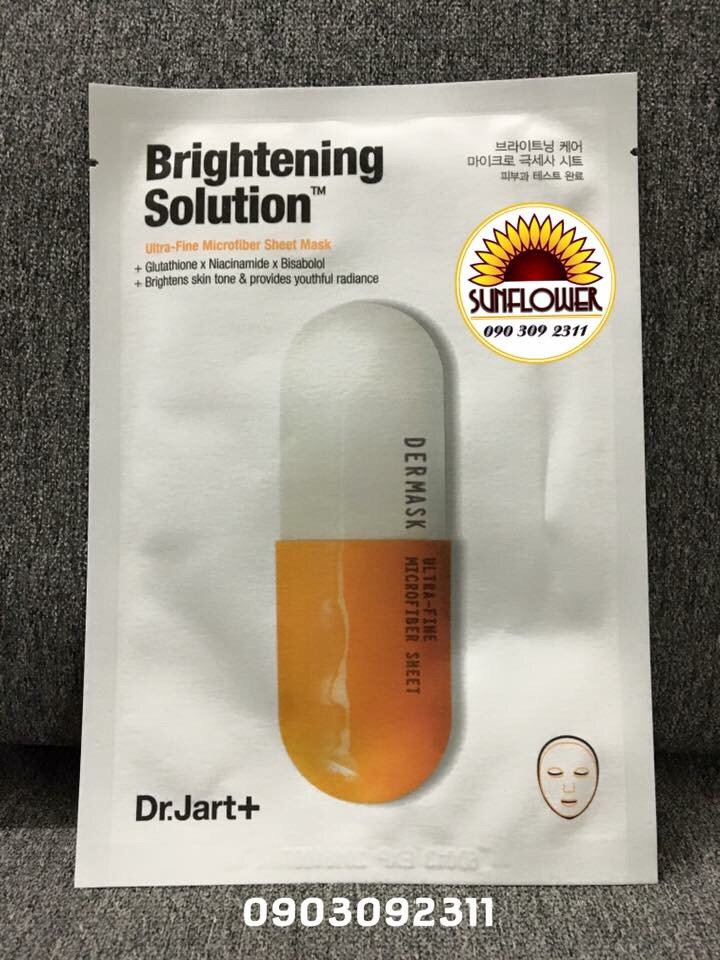 Brightening
Solution™
Ultra-Fine Microfiber Sheet Mask
+ Glutathione x Niacinamide x Bisabolol
+ Brightens skin tone & provides youthful radiance
브라이트닝 케어
마이크로 극세사 시트
피부과 테스트 완료
SUNFLOWER
090 309 2311
DERMASK
ULTRA-FINE
MICROFIBER SHEET
Dr.Jart+
0903092311